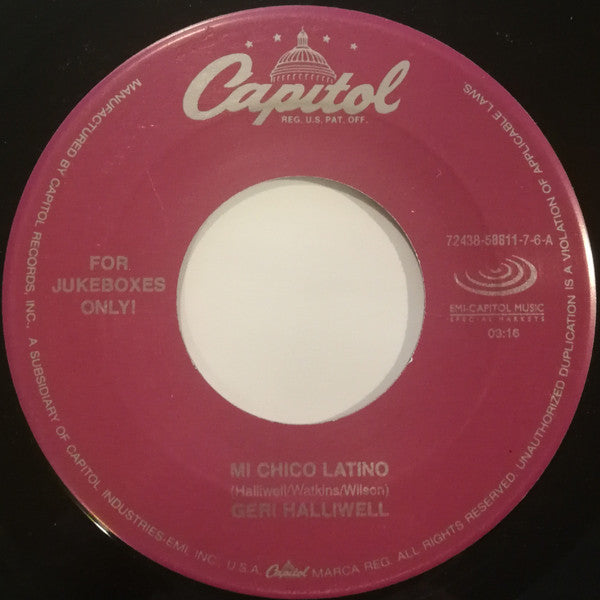 Capitol
REG. U.S. PAT. OFF.
FOR
JUKEBOXES
ONLY!
72438-58811-7-6-A
EMI-CAPITOL MUSIC
SPECIAL MARKETS
03:16
MI CHICO LATINO
(Halliwell/Watkins/Wilson)
GERI HALLIWELL
MANUFACTURED BY CAPITOL RECORDS, INC., A SUBSIDIARY OF CAPITOL INDUSTRIES-EMI, INC., U.S.A. Capitol MARCA REG. ALL RIGHTS RESERVED. UNAUTHORIZED DUPLICATION IS A VIOLATION OF APPLICABLE LAWS.